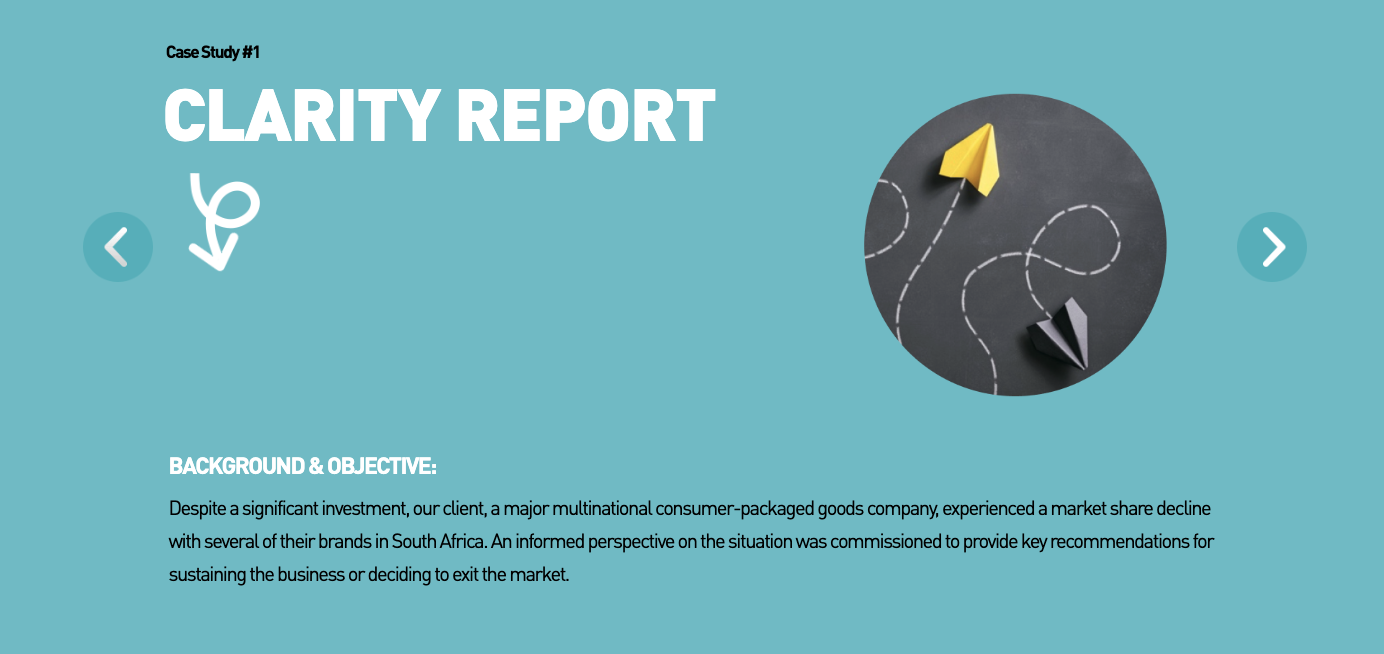 Case Study #1
CLARITY REPORT
BACKGROUND & OBJECTIVE:
Despite a significant investment, our client, a major multinational consumer-packaged goods company, experienced a market share decline
with several of their brands in South Africa. An informed perspective on the situation was commissioned to provide key recommendations for
sustaining the business or deciding to exit the market.